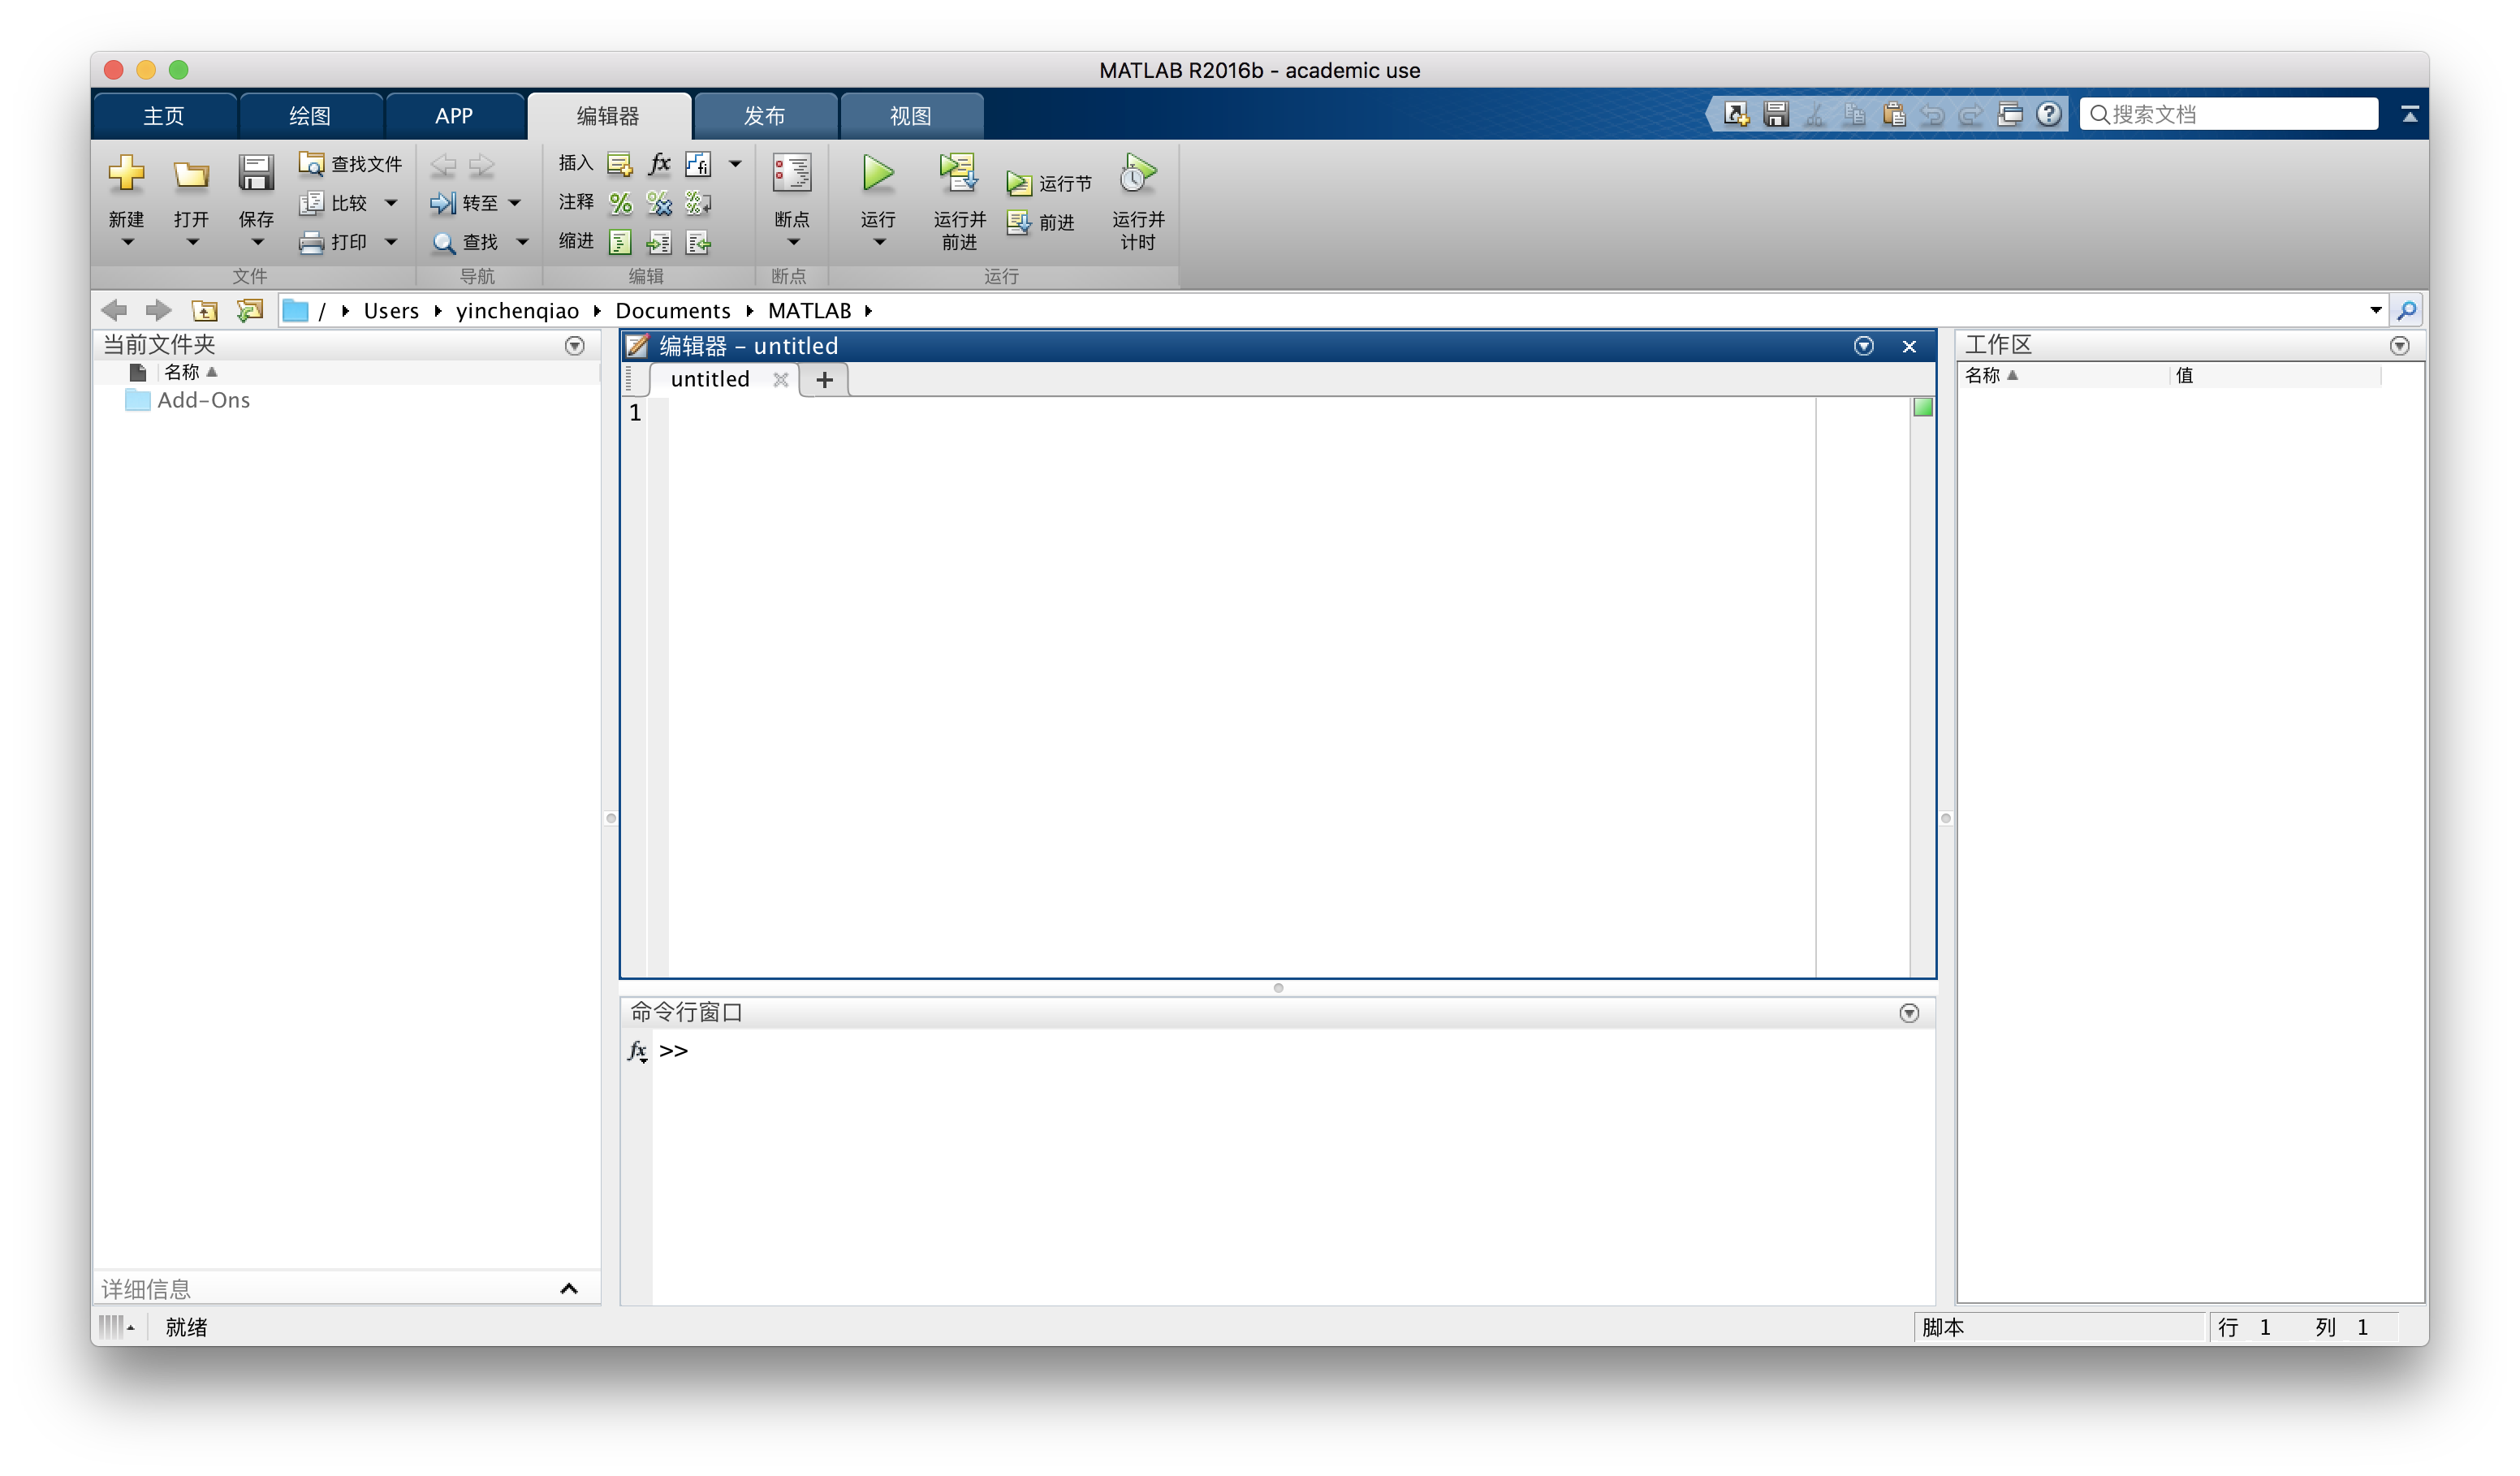 MATLAB R2016b - academic use
主页 绘图 APP 编辑器 发布 视图 搜索文档
新建 打开 保存 查找文件 比较 打印
文件
转至 查找
导航
插入 fx fi
注释 % % %
缩进
编辑
断点
断点
运行 运行并前进 运行节 前进 运行并计时
运行
/ Users yinchenqiao Documents MATLAB
当前文件夹
名称
Add-Ons
详细信息
编辑器 – untitled
untitled +
1
命令行窗口
fx >>
工作区
名称 值
就绪 脚本 行 1 列 1